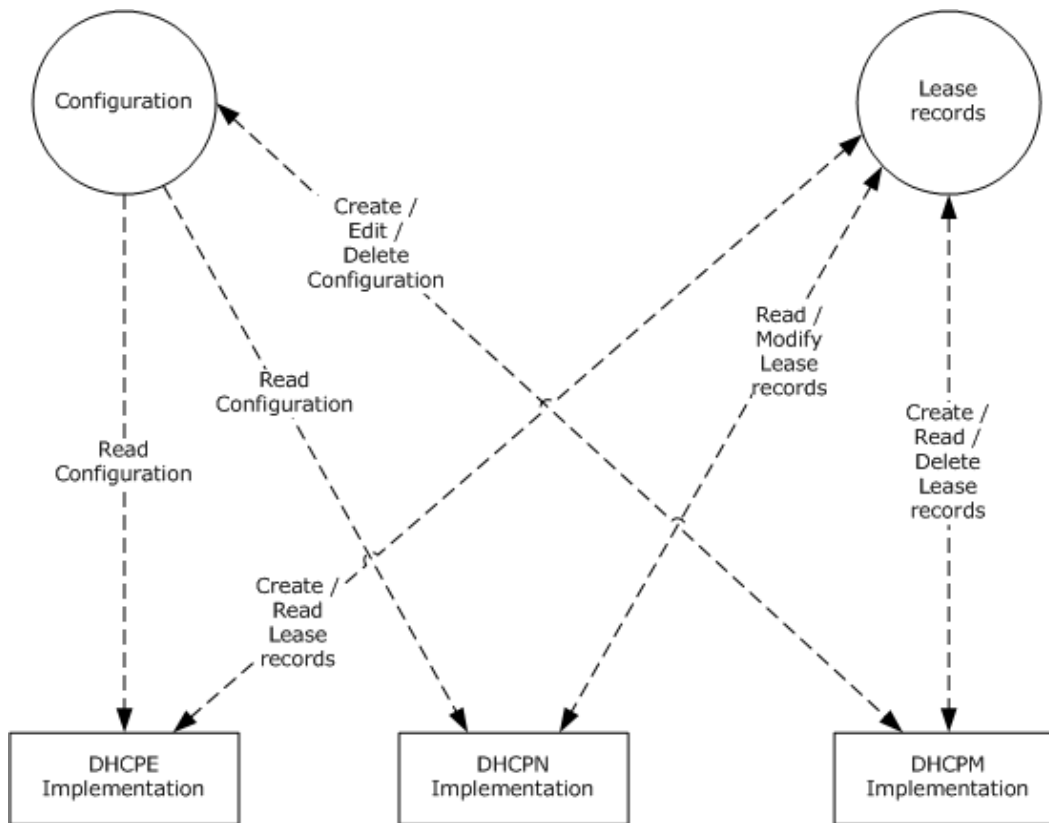 Configuration
Lease
records
Create /
Edit /
Delete
Configuration
Read /
Modify
Lease
records
Read
Configuration
Create /
Read /
Delete
Lease
records
Read
Configuration
Create /
Read
Lease
records
DHCPE
Implementation
DHCPN
Implementation
DHCPM
Implementation